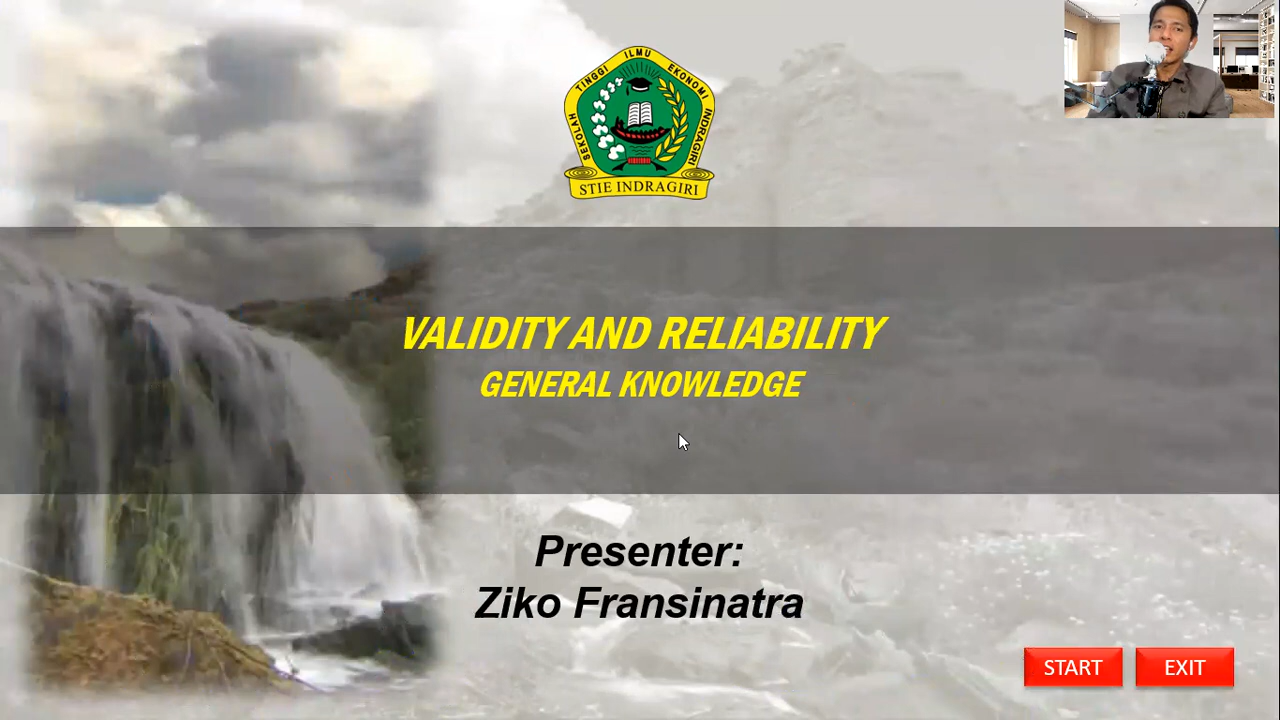 SEKOLAH TINGGI ILMU EKONOMI INDRAGIRI
STIE INDRAGIRI
VALIDITY AND RELIABILITY
GENERAL KNOWLEDGE
Presenter:
Ziko Fransinatra
START
EXIT